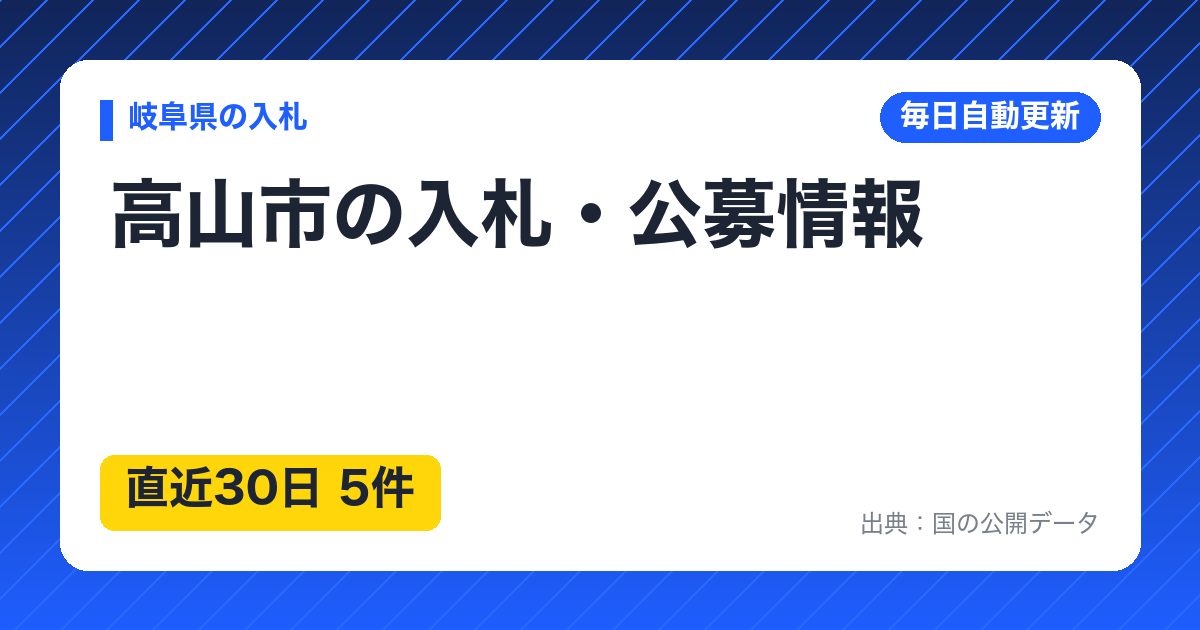 岐阜県の入札
毎日自動更新
高山市の入札・公募情報
直近30日 5件
出典：国の公開データ